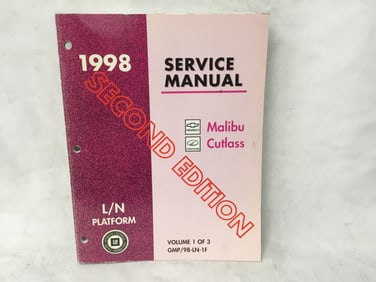 1998
SERVICE
MANUAL
SECOND EDITION
Malibu
Cutlass
L/N
PLATFORM
VOLUME 1 OF 3
GMP/98-LN-1F